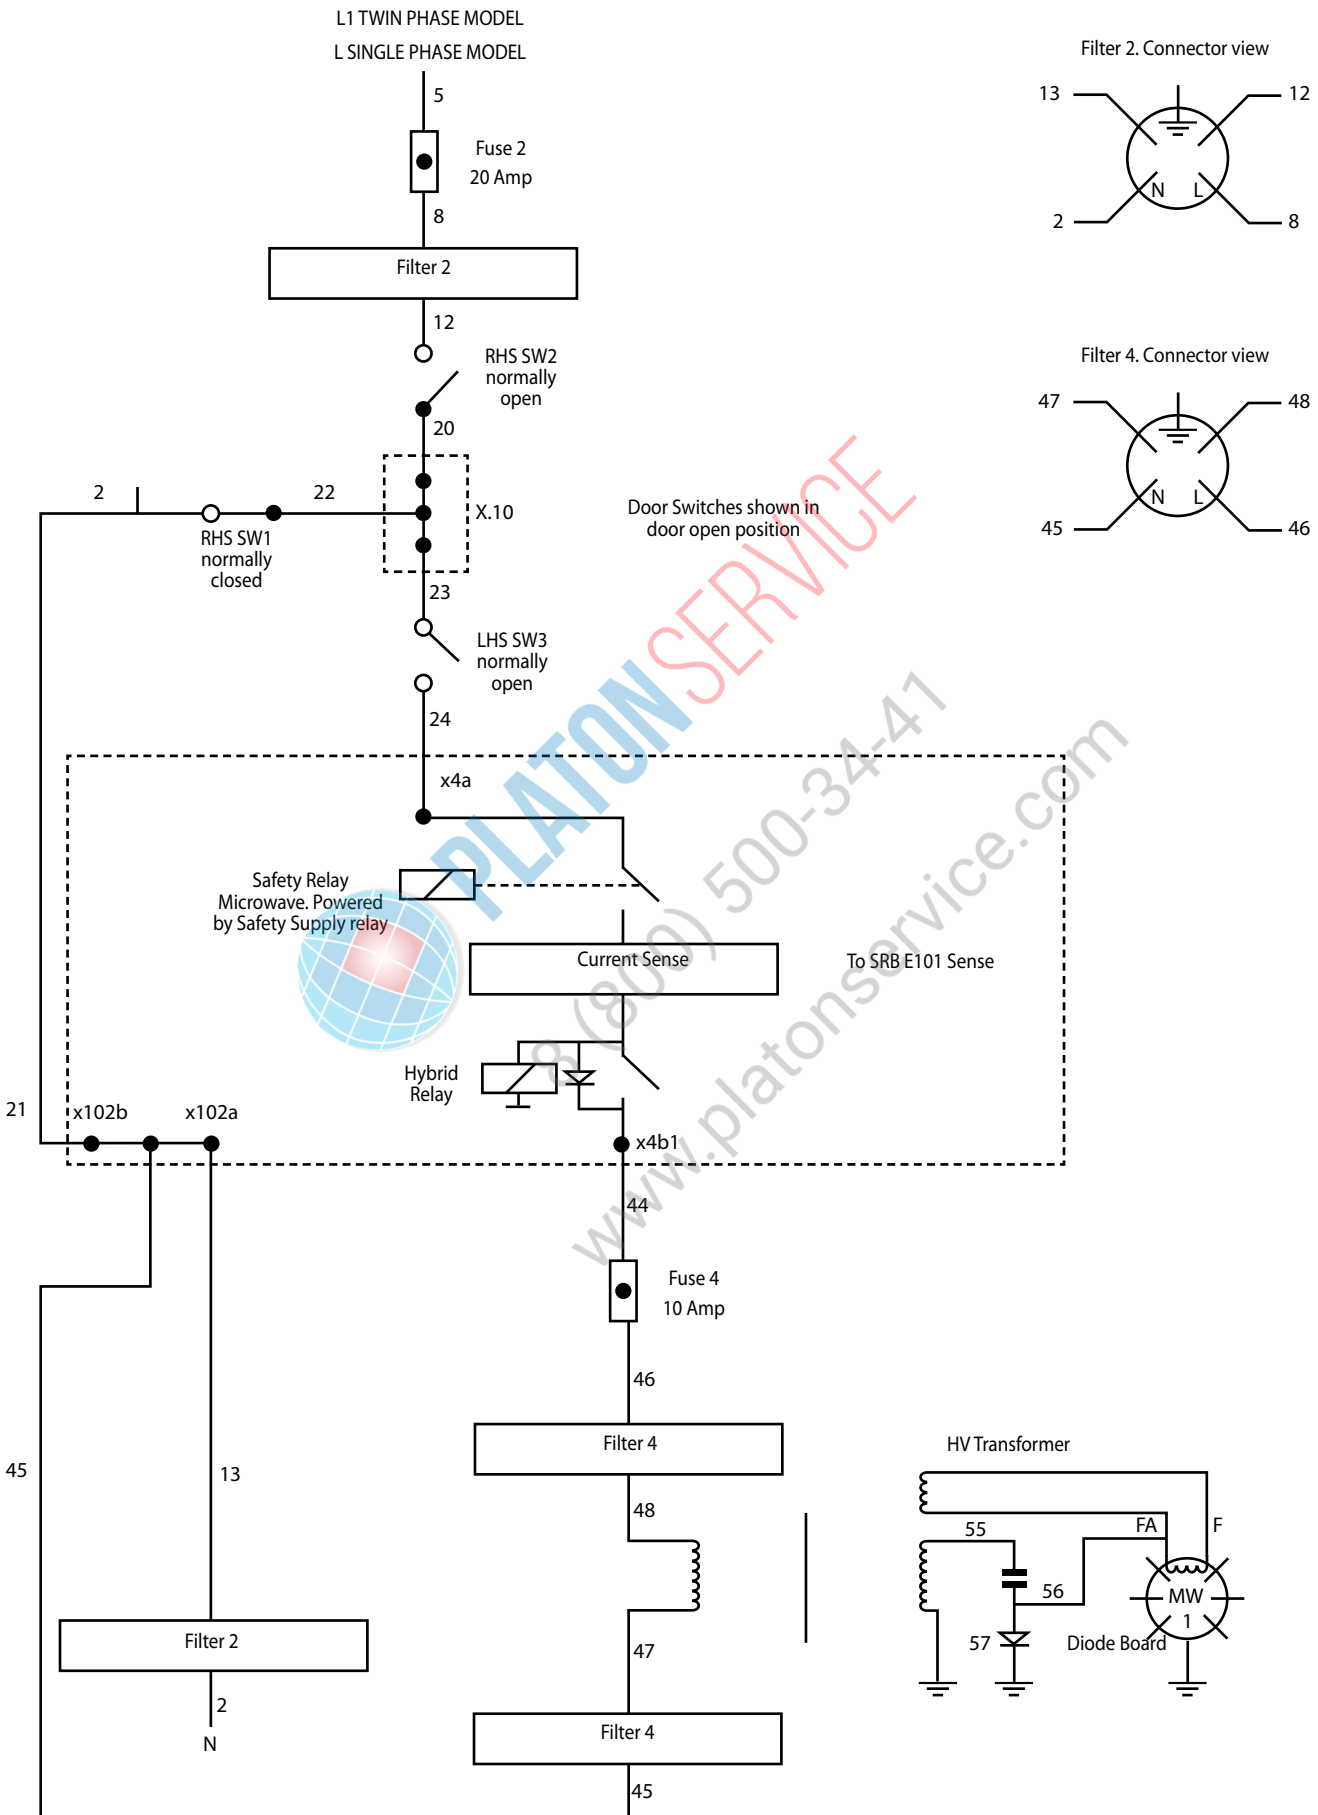 L1 TWIN PHASE MODEL
L SINGLE PHASE MODEL
5
Fuse 2
20 Amp
8
Filter 2
12
RHS SW2
normally
open
20
2
22
X.10
RHS SW1
normally
closed
23
Door Switches shown in
door open position
LHS SW3
normally
open
24
x4a
Safety Relay
Microwave. Powered
by Safety Supply relay
Current Sense
To SRB E101 Sense
Hybrid
Relay
21
x102b
x102a
x4b1
44
Fuse 4
10 Amp
46
Filter 4
48
45
13
47
Filter 2
2
N
Filter 4
45
Filter 2. Connector view
13
12
N
L
2
8
Filter 4. Connector view
47
48
N
L
45
46
HV Transformer
55
FA
F
56
MW
1
57
Diode Board
PLATONSERVICE
8 (800) 500-34-41
www.platonservice.com